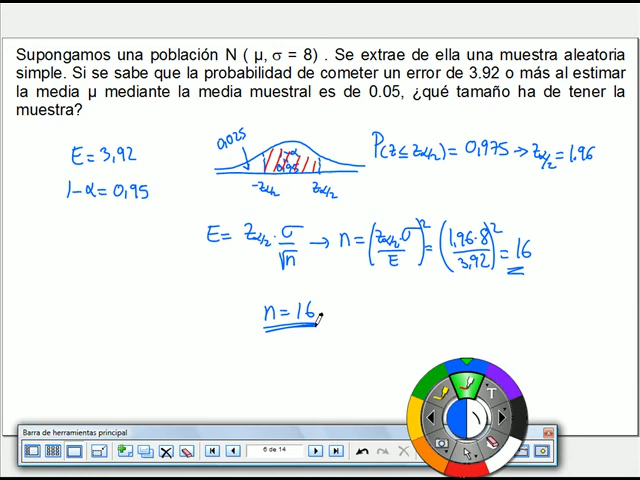 Supongamos una población N ( μ, σ = 8) . Se extrae de ella una muestra aleatoria
simple. Si se sabe que la probabilidad de cometer un error de 3.92 o más al estimar
la media μ mediante la media muestral es de 0.05, ¿qué tamaño ha de tener la
muestra?
E = 3,92
1-α = 0,95
0,025
1-α
0,95
-Zα/2 Zα/2
P(Z ≤ Zα/2) = 0,975 → Zα/2 = 1.96
E = Zα/2 · σ/√n → n = (Zα/2 · σ / E)² = (1,96 · 8 / 3,92)² = 16
n = 16
T
Barra de herramientas principal
6 de 14